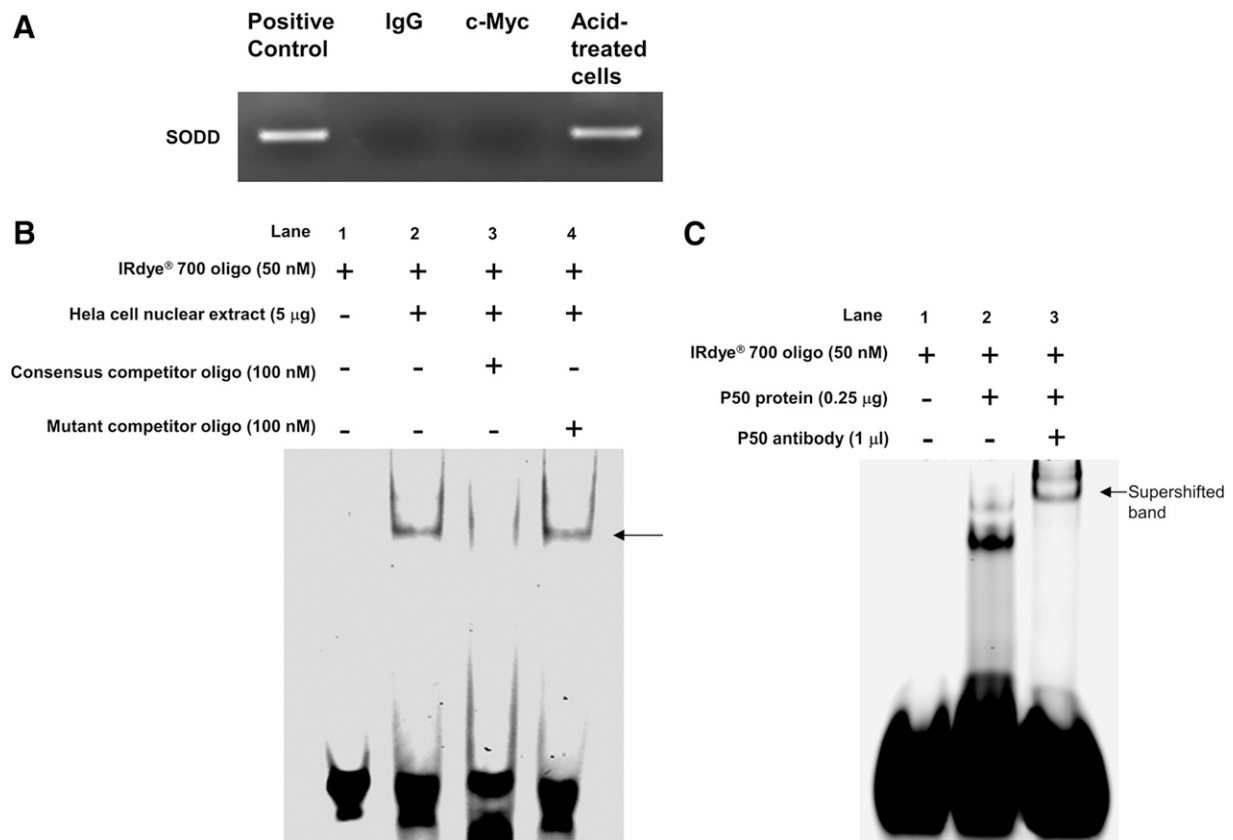 A
Positive Control
IgG
c-Myc
Acid-treated cells
SODD
B
Lane 1 2 3 4
IRdye® 700 oligo (50 nM) + + + +
Hela cell nuclear extract (5 μg) - + + +
Consensus competitor oligo (100 nM) - - + -
Mutant competitor oligo (100 nM) - - - +
C
Lane 1 2 3
IRdye® 700 oligo (50 nM) + + +
P50 protein (0.25 μg) - + +
P50 antibody (1 μl) - - +
Supershifted
band